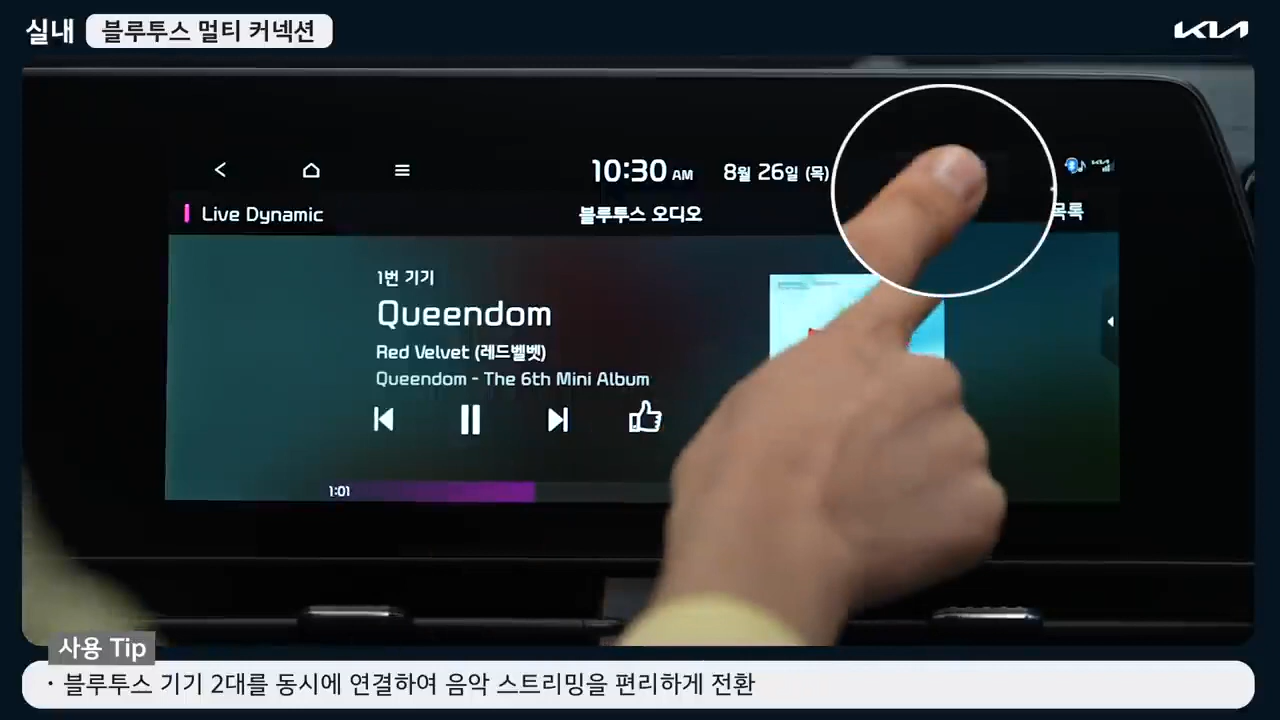 실내 블루투스 멀티 커넥션
KIA
10:30 AM 8월 26일 (목)
Live Dynamic 블루투스 오디오 목록
1번 기기
Queendom
Red Velvet (레드벨벳)
Queendom - The 6th Mini Album
1:01
사용 Tip
· 블루투스 기기 2대를 동시에 연결하여 음악 스트리밍을 편리하게 전환